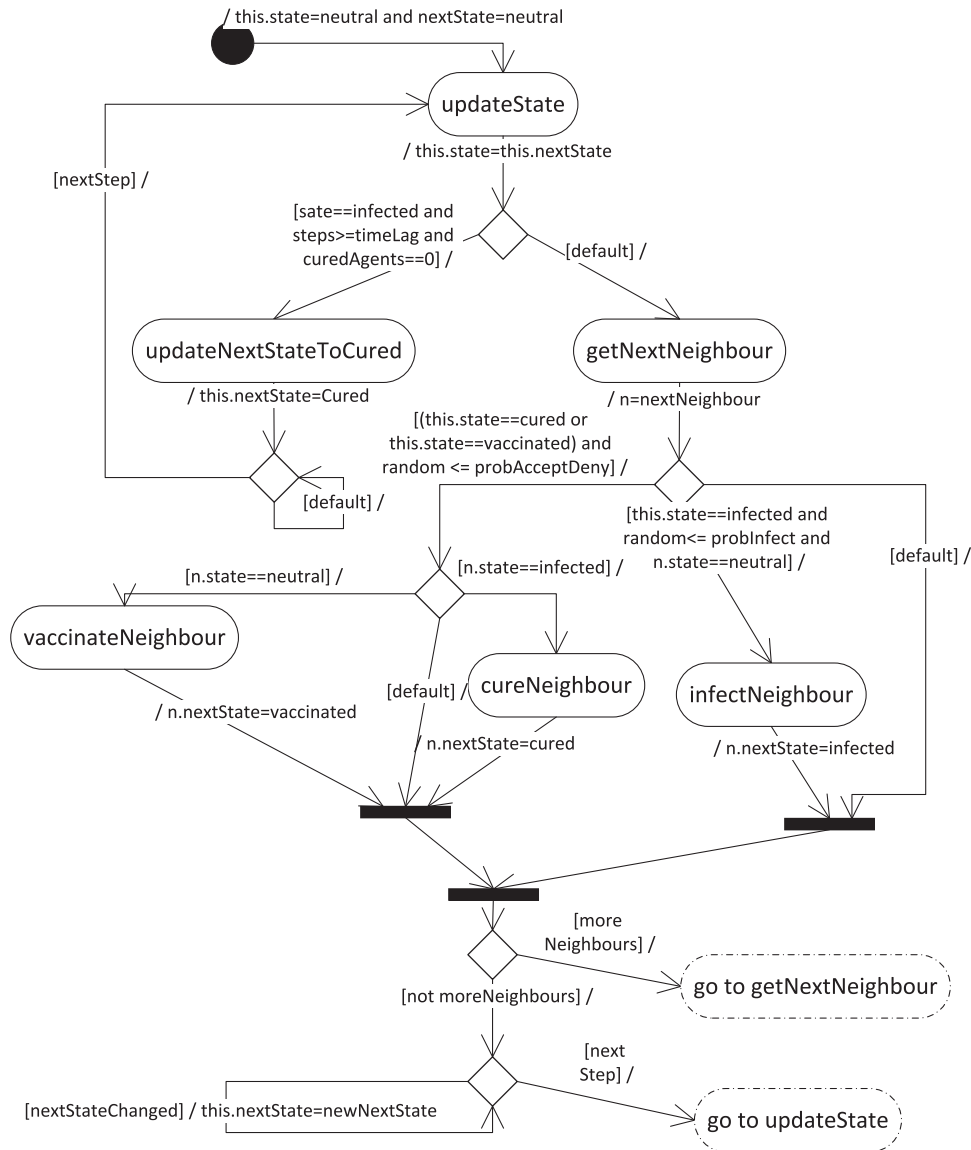 / this.state=neutral and nextState=neutral
updateState
/ this.state=this.nextState
[nextStep] /
[sate==infected and
steps>=timeLag and
curedAgents==0] /
[default] /
updateNextStateToCured
getNextNeighbour
/ this.nextState=Cured
/ n=nextNeighbour
[(this.state==cured or
this.state==vaccinated) and
random <= probAcceptDeny] /
[default] /
[this.state==infected and
random<= probInfect and
n.state==neutral] /
[default] /
[n.state==neutral] /
[n.state==infected] /
vaccinateNeighbour
cureNeighbour
infectNeighbour
[default] /
/ n.nextState=vaccinated
/ n.nextState=cured
/ n.nextState=infected
[more
Neighbours] /
go to getNextNeighbour
[not moreNeighbours] /
[next
Step] /
[nextStateChanged] / this.nextState=newNextState
go to updateState